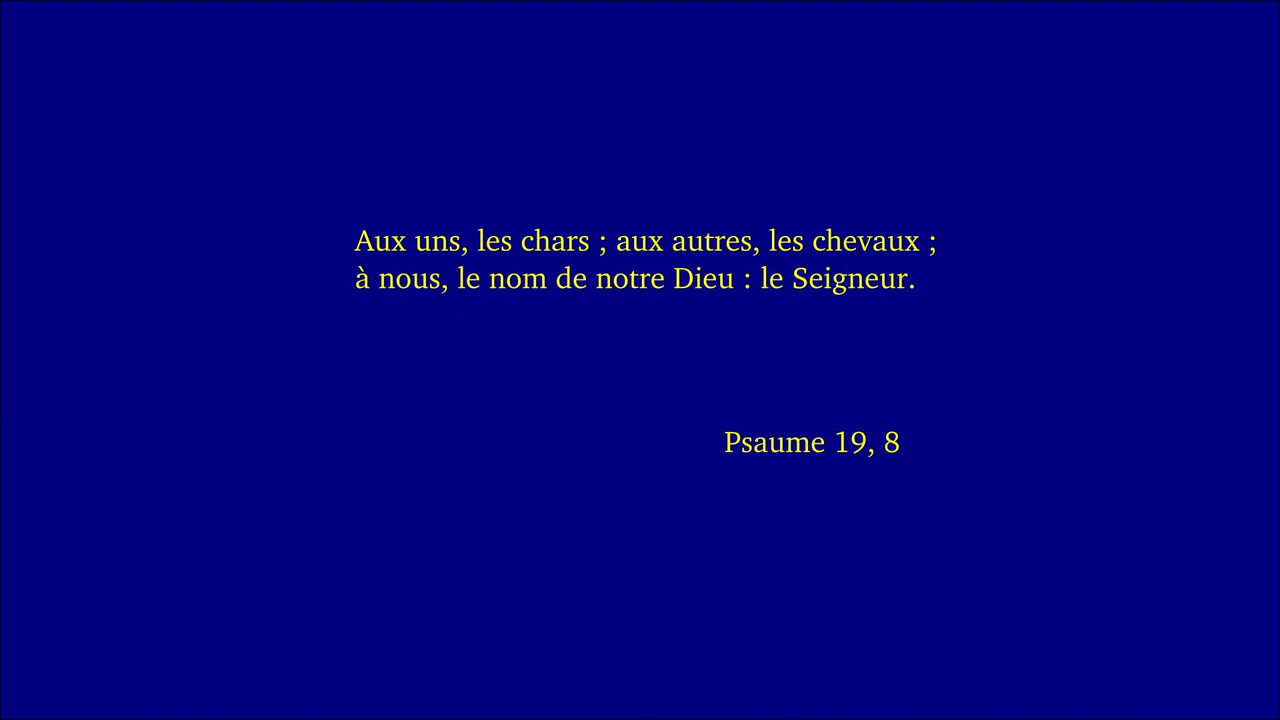 Aux uns, les chars ; aux autres, les chevaux ;
à nous, le nom de notre Dieu : le Seigneur.
Psaume 19, 8